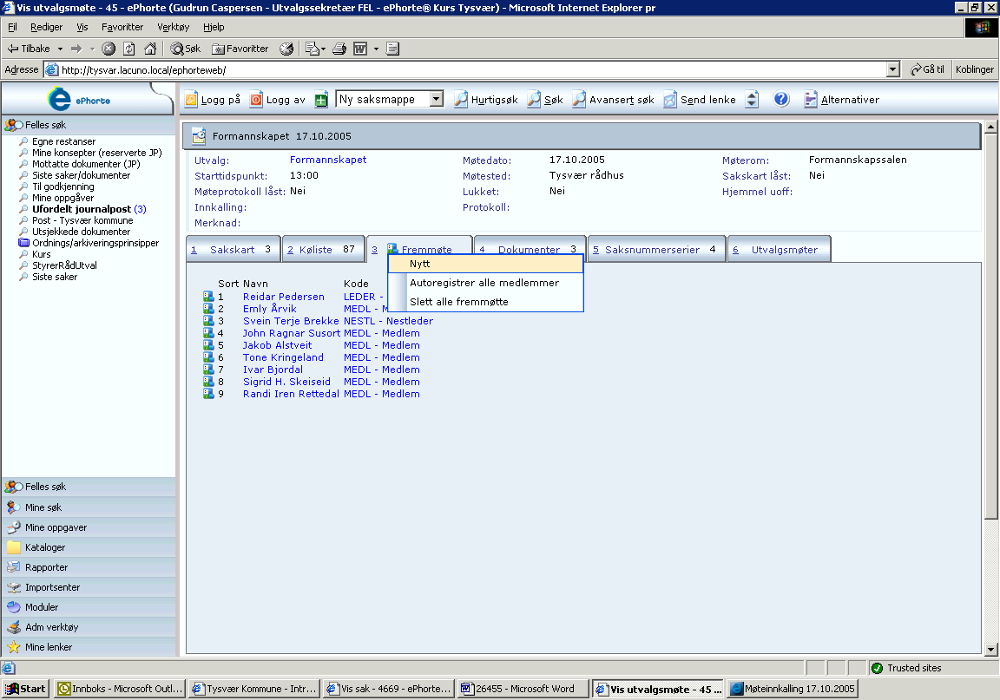 Vis utvalgsmøte - 45 - ePhorte (Gudrun Caspersen - Utvalgssekretær FEL - ePhorte® Kurs Tysvær) - Microsoft Internet Explorer pr
Fil Rediger Vis Favoritter Verktøy Hjelp
Tilbake Søk Favoritter
Adresse http://tysvar.lacuno.local/ephorteweb/ Gå til Koblinger
ePhorte
Logg på Logg av Ny saksmappe Hurtigsøk Søk Avansert søk Send lenke Alternativer
Felles søk
Egne restanser
Mine konsepter (reserverte JP)
Mottatte dokumenter (JP)
Siste saker/dokumenter
Til godkjenning
Mine oppgåver
Ufordelt journalpost (3)
Post - Tysvær kommune
Utsjekkede dokumenter
Ordnings/arkiveringsprinsipper
Kurs
StyrerRådUtval
Siste saker
Formannskapet 17.10.2005
Utvalg: Formannskapet Møtedato: 17.10.2005 Møterom: Formannskapssalen
Starttidspunkt: 13:00 Møtested: Tysvær rådhus Sakskart låst: Nei
Møteprotokoll låst: Nei Lukket: Nei Hjemmel uoff:
Innkalling: Protokoll:
Merknad:
1 Sakskart 3 2 Køliste 87 3 Fremmøte 4 Dokumenter 3 5 Saksnummerserier 4 6 Utvalgsmøter
Nytt
Autoregistrer alle medlemmer
Slett alle fremmøtte
Sort Navn Kode
1 Reidar Pedersen LEDER -
2 Emly Årvik MEDL -
3 Svein Terje Brekke NESTL - Nestleder
4 John Ragnar Susort MEDL - Medlem
5 Jakob Alstveit MEDL - Medlem
6 Tone Kringeland MEDL - Medlem
7 Ivar Bjordal MEDL - Medlem
8 Sigrid H. Skeiseid MEDL - Medlem
9 Randi Iren Rettedal MEDL - Medlem
Felles søk
Mine søk
Mine oppgaver
Kataloger
Rapporter
Importsenter
Moduler
Adm verktøy
Mine lenker
Trusted sites
Start Innboks - Microsoft Outl... Tysvær Kommune - Intr... Vis sak - 4669 - ePhorte... 26455 - Microsoft Word Vis utvalgsmøte - 45 ... Møteinnkalling 17.10.2005